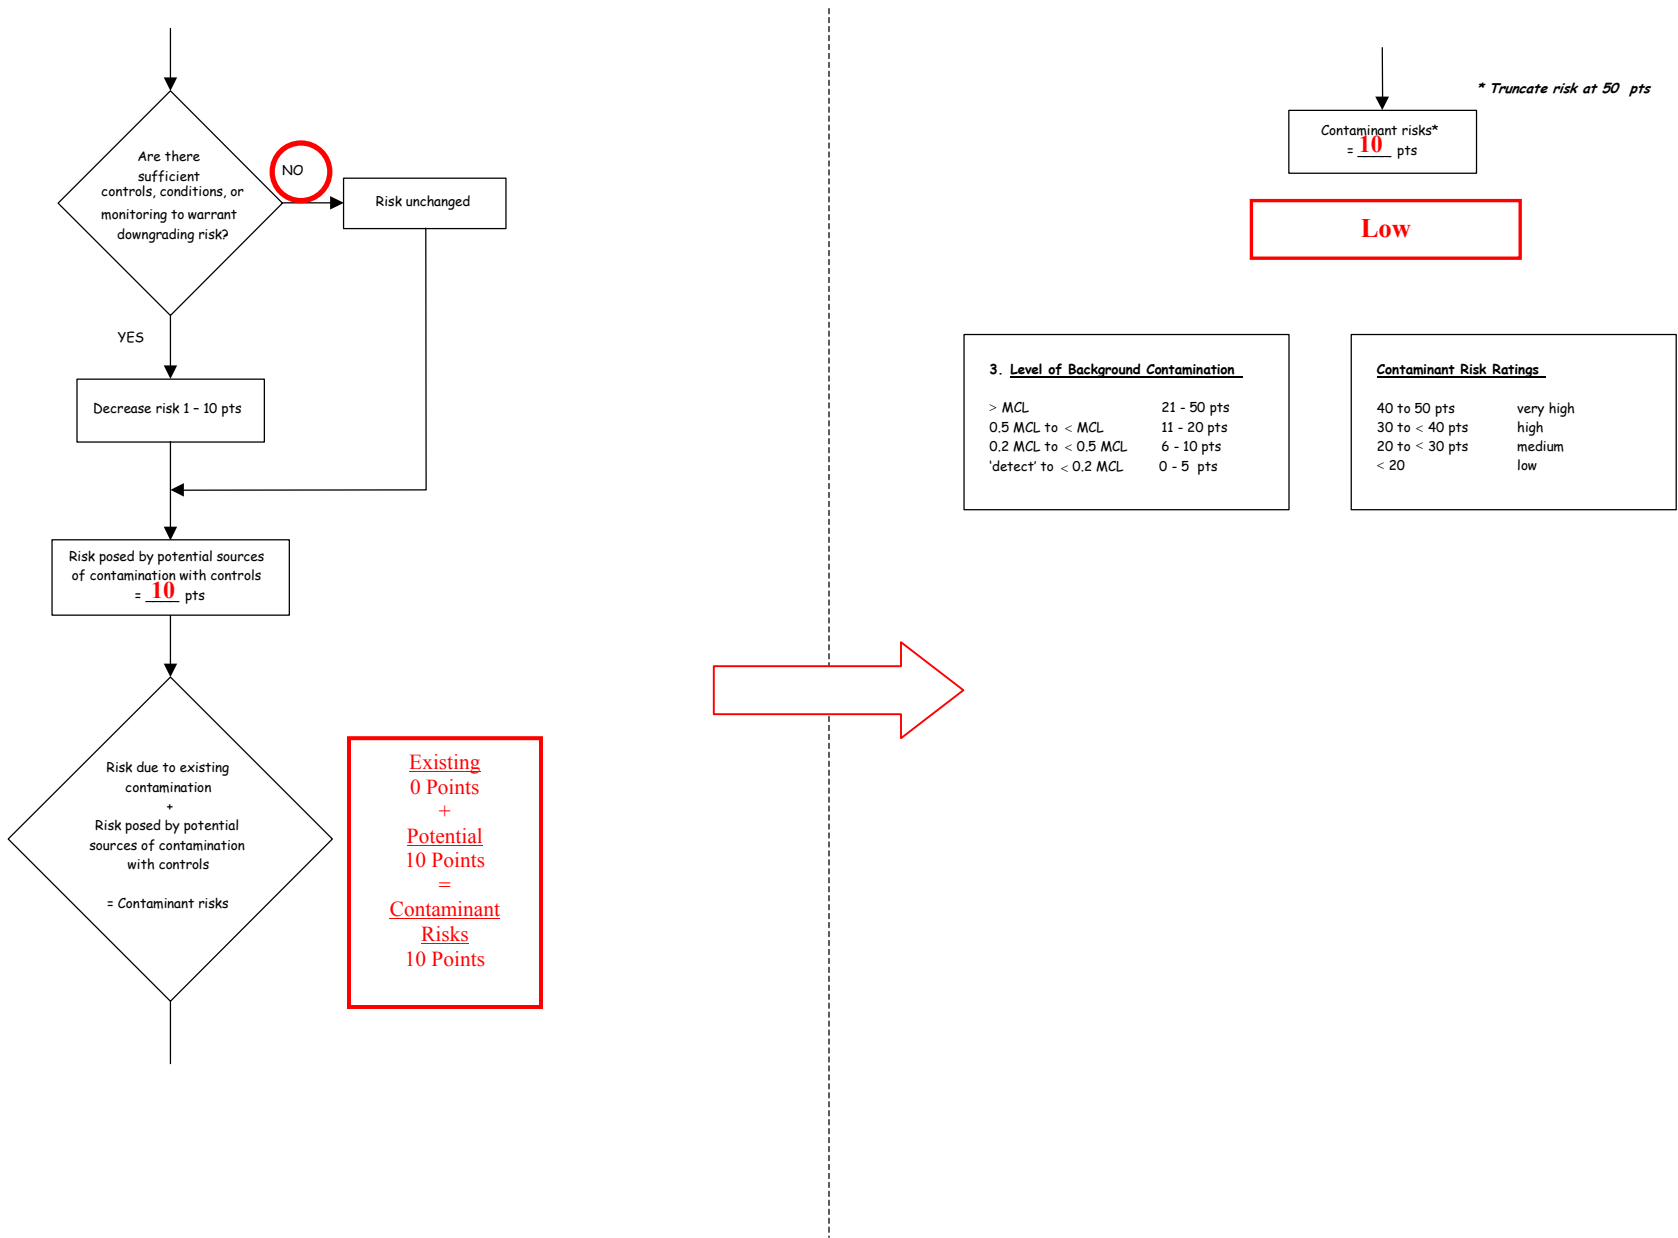 Are there
sufficient
controls, conditions, or
monitoring to warrant
downgrading risk?
NO
Risk unchanged
YES
Decrease risk 1 – 10 pts
Risk posed by potential sources
of contamination with controls
= 10 pts
Risk due to existing
contamination
+
Risk posed by potential
sources of contamination
with controls
= Contaminant risks
Existing
0 Points
+
Potential
10 Points
=
Contaminant
Risks
10 Points
* Truncate risk at 50 pts
Contaminant risks*
= 10 pts
Low
3. Level of Background Contamination
> MCL 21 - 50 pts
0.5 MCL to < MCL 11 - 20 pts
0.2 MCL to < 0.5 MCL 6 - 10 pts
‘detect’ to < 0.2 MCL 0 - 5 pts
Contaminant Risk Ratings
40 to 50 pts very high
30 to < 40 pts high
20 to < 30 pts medium
< 20 low